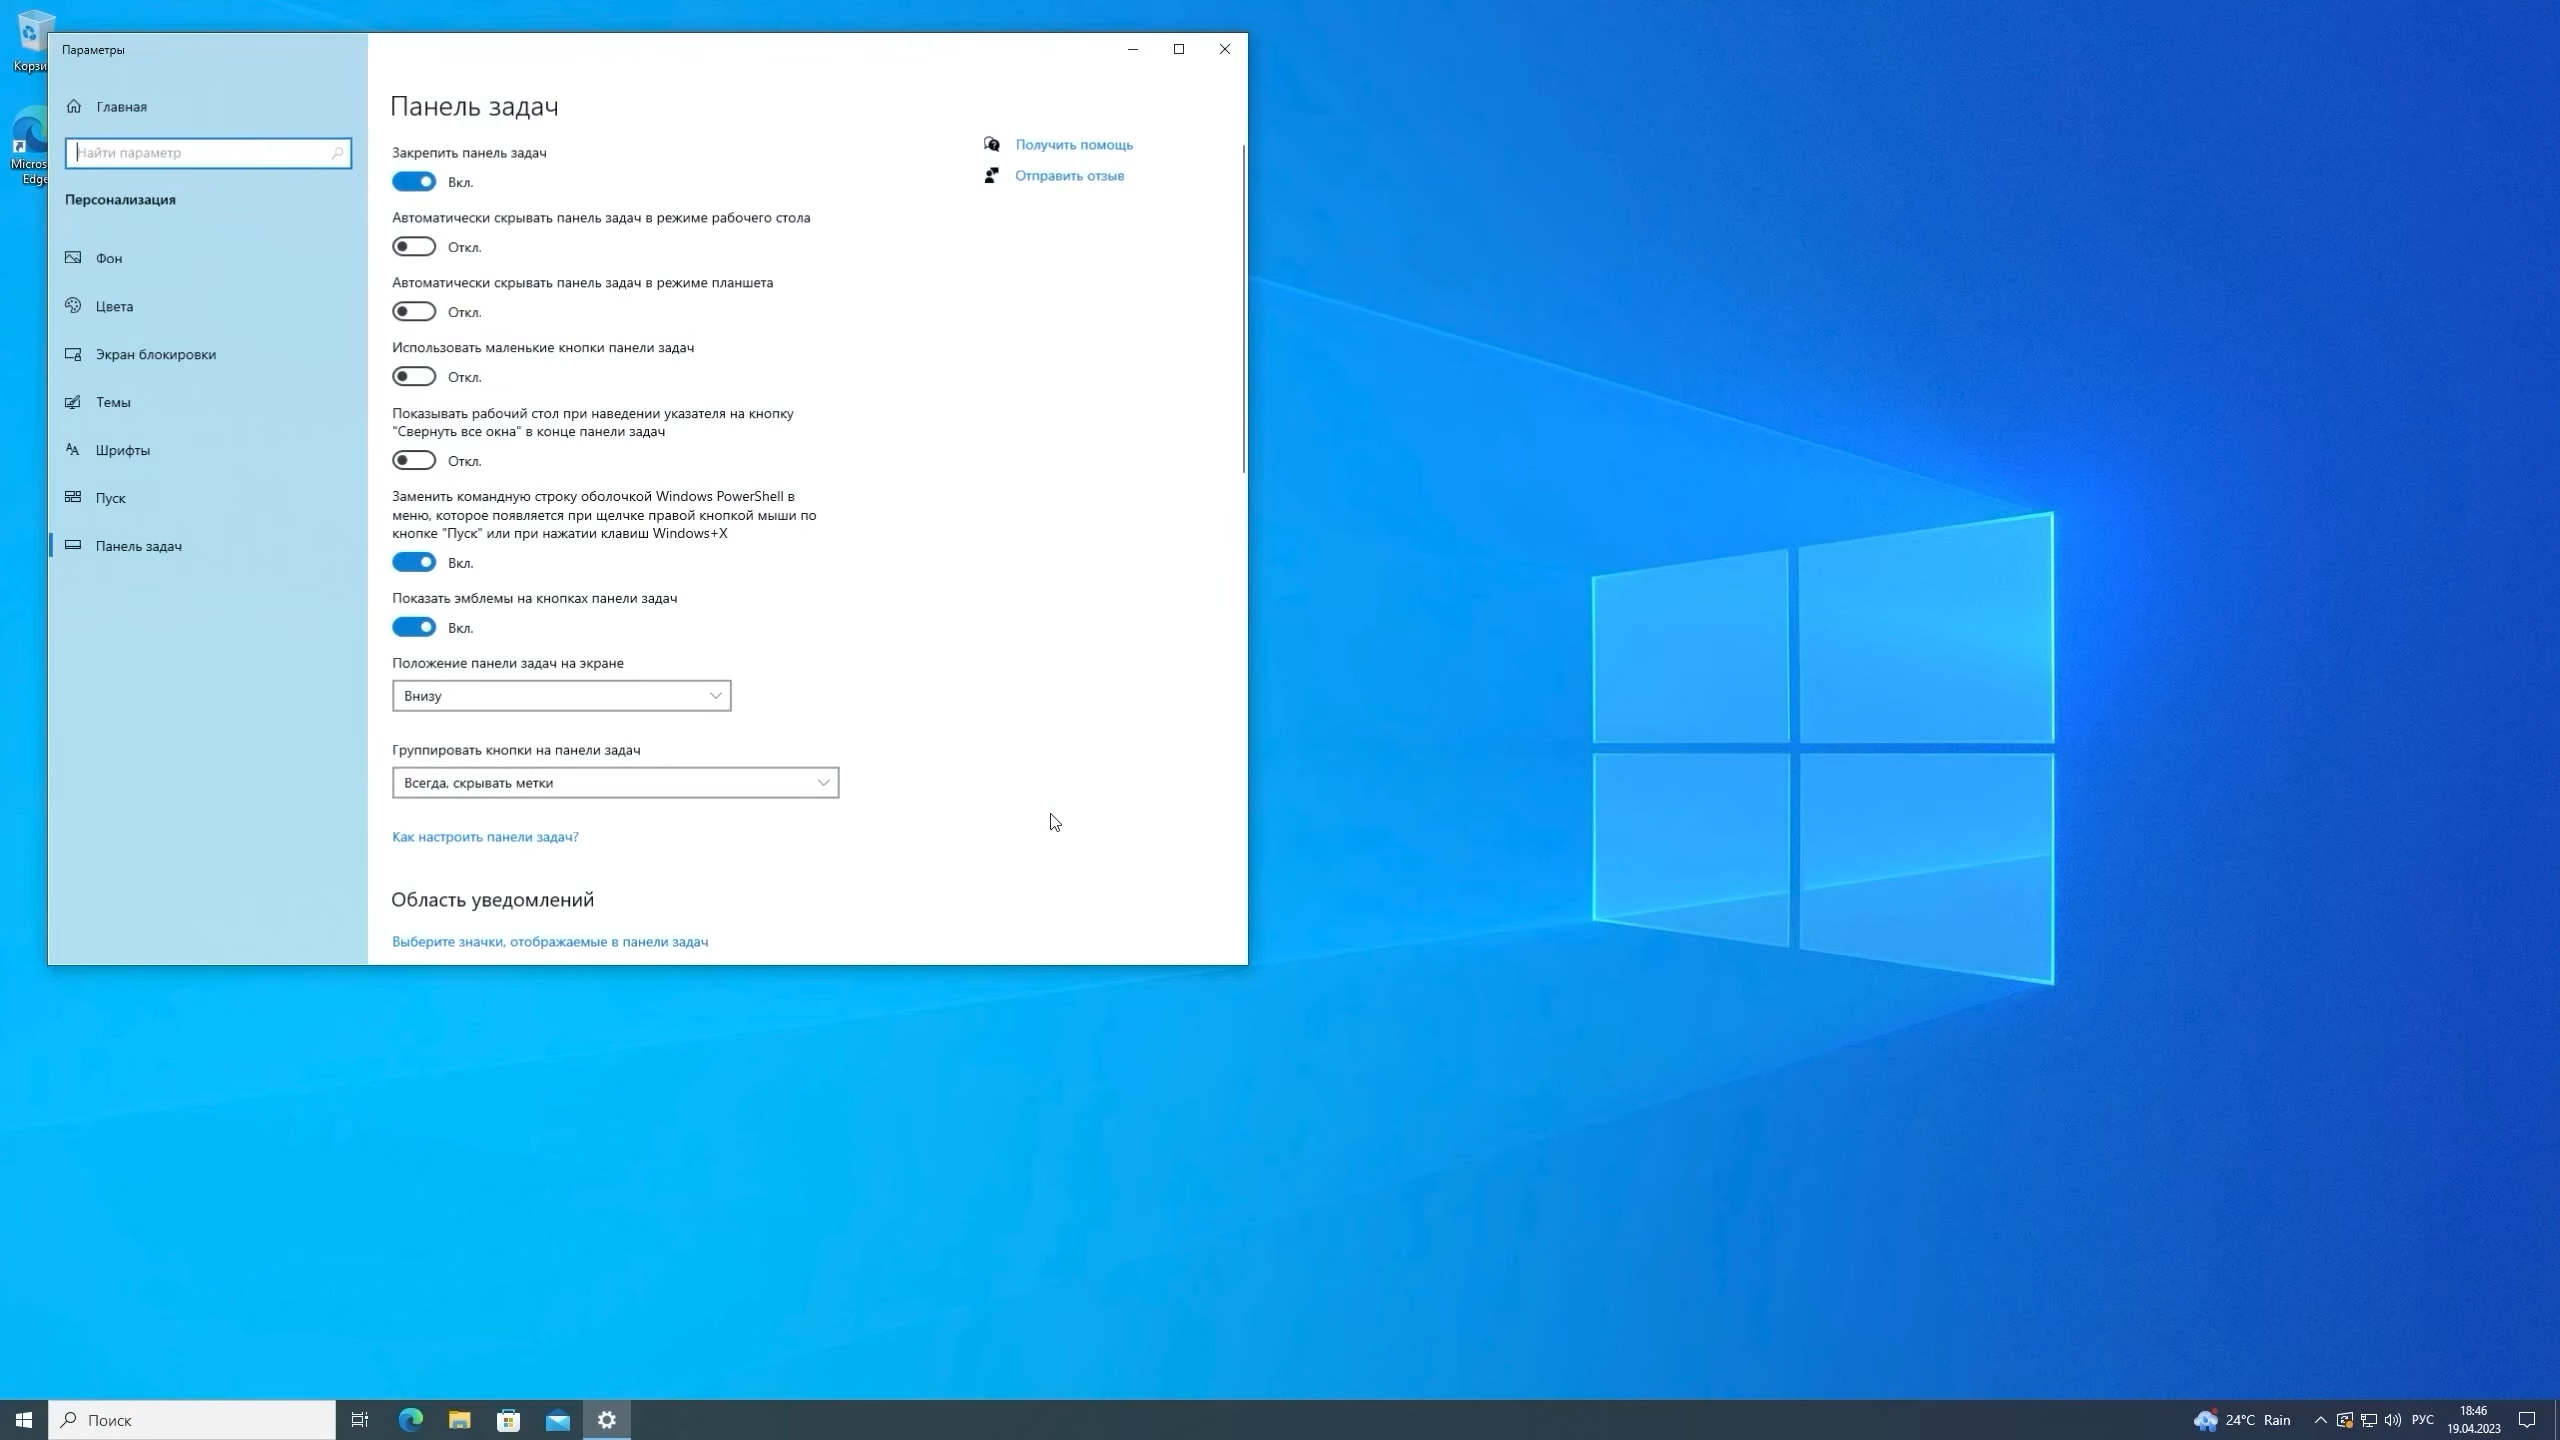 Корзи
Micros
Edge
Параметры
Главная
Найти параметр
Персонализация
Фон
Цвета
Экран блокировки
Темы
Шрифты
Пуск
Панель задач
Панель задач
Закрепить панель задач
Вкл.
Автоматически скрывать панель задач в режиме рабочего стола
Откл.
Автоматически скрывать панель задач в режиме планшета
Откл.
Использовать маленькие кнопки панели задач
Откл.
Показывать рабочий стол при наведении указателя на кнопку
"Свернуть все окна" в конце панели задач
Откл.
Заменить командную строку оболочкой Windows PowerShell в
меню, которое появляется при щелчке правой кнопкой мыши по
кнопке "Пуск" или при нажатии клавиш Windows+X
Вкл.
Показать эмблемы на кнопках панели задач
Вкл.
Положение панели задач на экране
Внизу
Группировать кнопки на панели задач
Всегда, скрывать метки
Как настроить панели задач?
Область уведомлений
Выберите значки, отображаемые в панели задач
Получить помощь
Отправить отзыв
Поиск
24°C Rain
РУС
18:46
19.04.2023